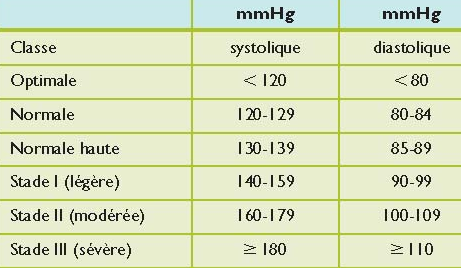 mmHg mmHg
Classe systolique diastolique
Optimale < 120 < 80
Normale 120-129 80-84
Normale haute 130-139 85-89
Stade I (légère) 140-159 90-99
Stade II (modérée) 160-179 100-109
Stade III (sévère) ≥ 180 ≥ 110